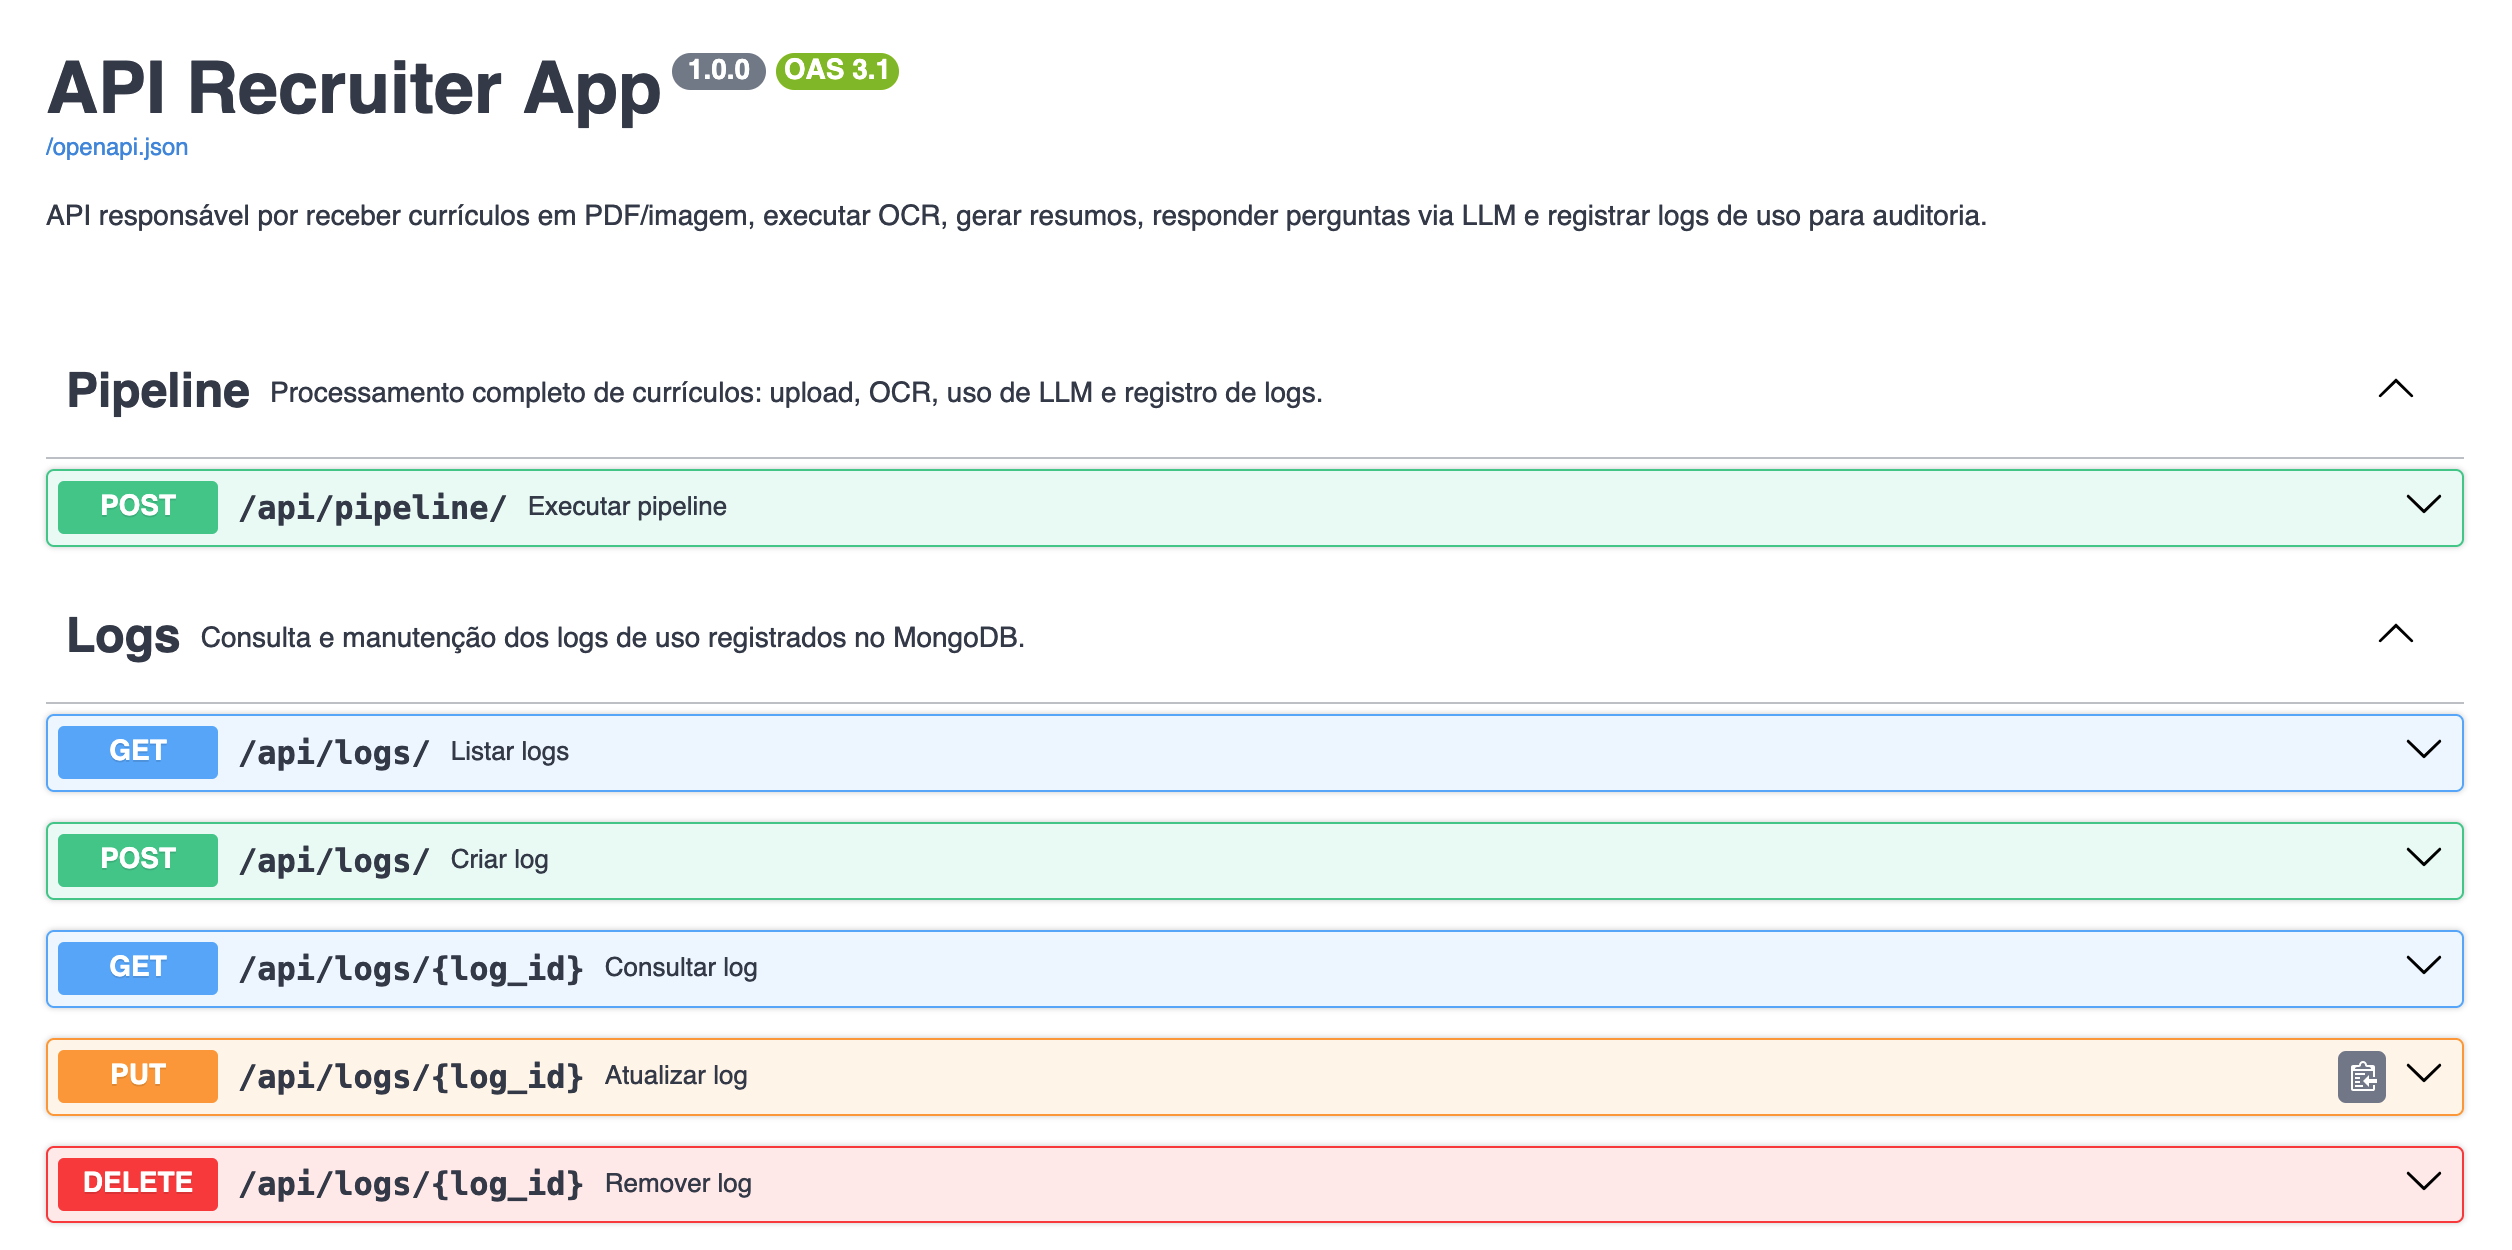 API Recruiter App 1.0.0 OAS 3.1
/openapi.json
API responsável por receber currículos em PDF/imagem, executar OCR, gerar resumos, responder perguntas via LLM e registrar logs de uso para auditoria.
Pipeline Processamento completo de currículos: upload, OCR, uso de LLM e registro de logs.
POST /api/pipeline/ Executar pipeline
Logs Consulta e manutenção dos logs de uso registrados no MongoDB.
GET /api/logs/ Listar logs
POST /api/logs/ Criar log
GET /api/logs/{log_id} Consultar log
PUT /api/logs/{log_id} Atualizar log
DELETE /api/logs/{log_id} Remover log